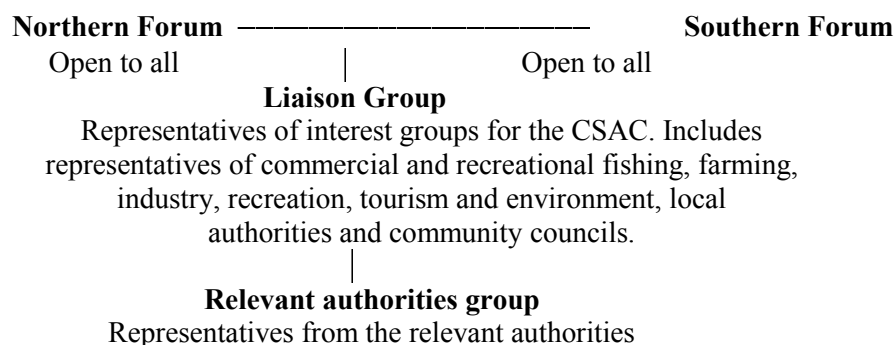 Northern Forum Southern Forum
Open to all Open to all
Liaison Group
Representatives of interest groups for the CSAC. Includes
representatives of commercial and recreational fishing, farming,
industry, recreation, tourism and environment, local
authorities and community councils.
Relevant authorities group
Representatives from the relevant authorities